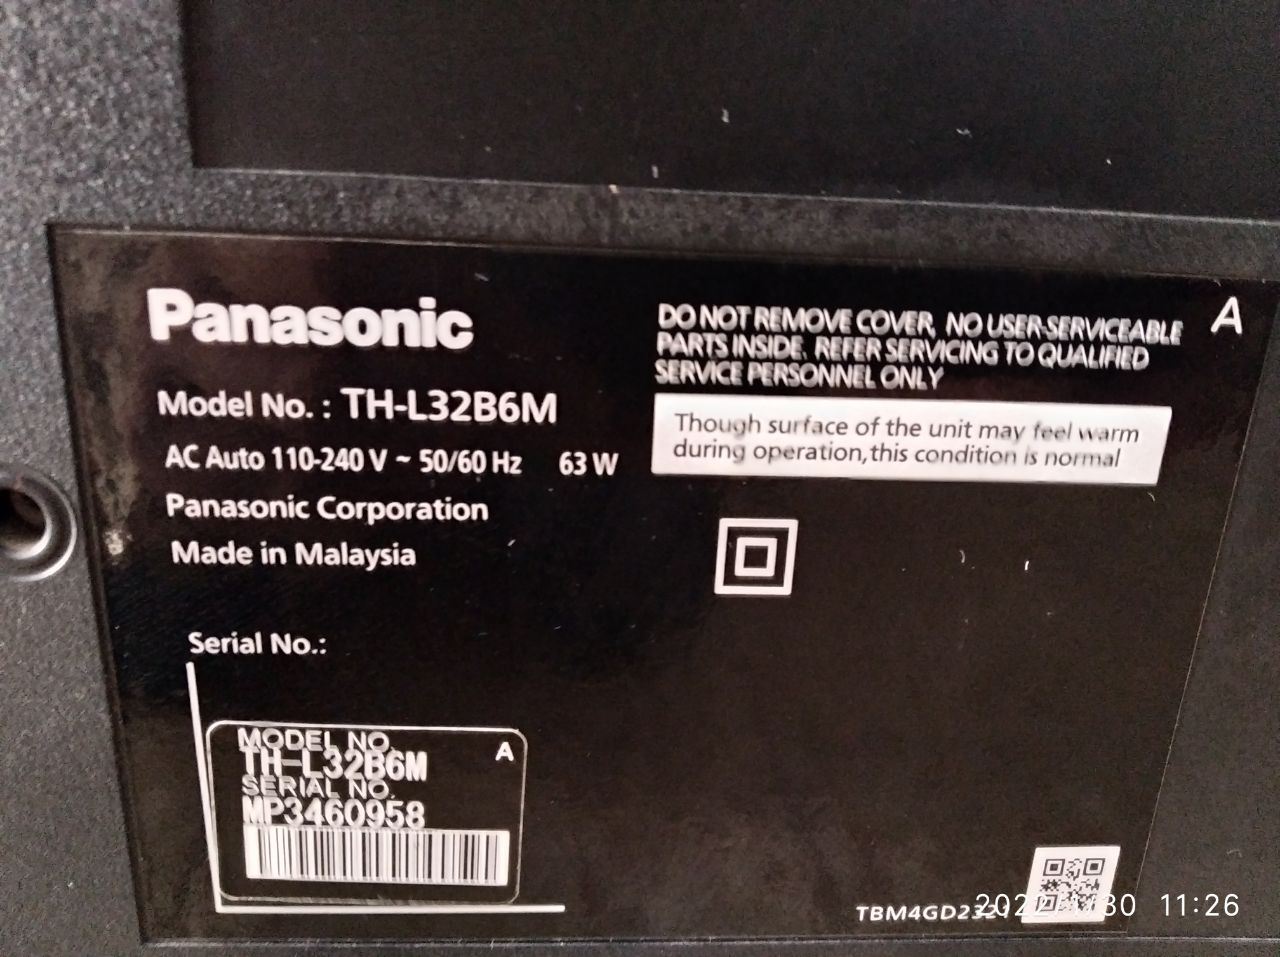 Panasonic
Model No. : TH-L32B6M
AC Auto 110-240 V ~ 50/60 Hz 63 W
Panasonic Corporation
Made in Malaysia
Serial No.:
MODEL NO.
TH-L32B6M
A
SERIAL NO.
MP3460958
A
DO NOT REMOVE COVER, NO USER-SERVICEABLE
PARTS INSIDE. REFER SERVICING TO QUALIFIED
SERVICE PERSONNEL ONLY
Though surface of the unit may feel warm
during operation,this condition is normal
11:26